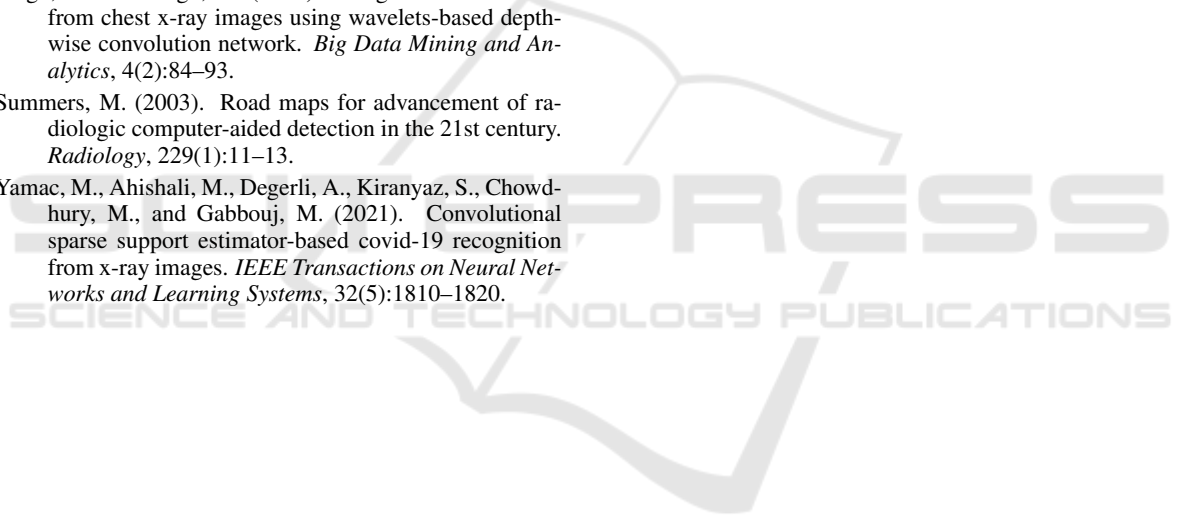 from chest x-ray images using wavelets-based depth-
wise convolution network. Big Data Mining and An-
alytics, 4(2):84–93.
Summers, M. (2003). Road maps for advancement of ra-
diologic computer-aided detection in the 21st century.
Radiology, 229(1):11–13.
Yamac, M., Ahishali, M., Degerli, A., Kiranyaz, S., Chowd-
hury, M., and Gabbouj, M. (2021). Convolutional
sparse support estimator-based covid-19 recognition
from x-ray images. IEEE Transactions on Neural Net-
works and Learning Systems, 32(5):1810–1820.
SCITEPRESS
SCIENCE AND TECHNOLOGY PUBLICATIONS